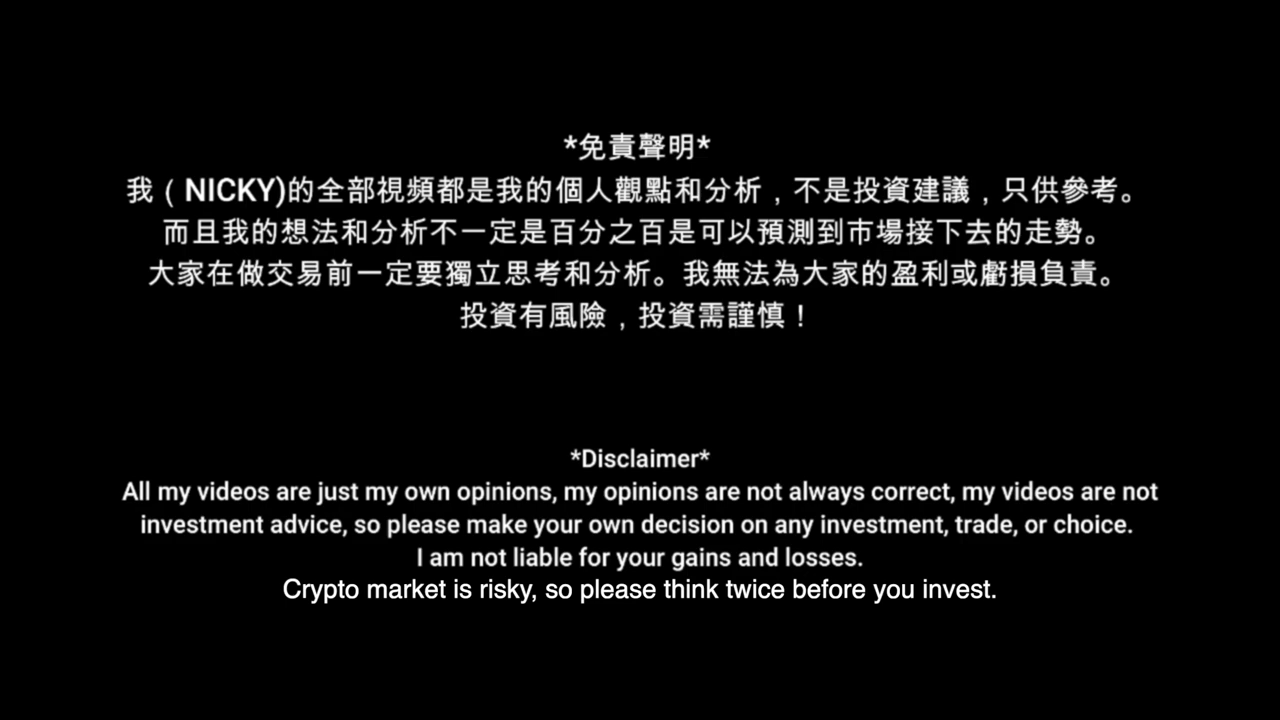 *免責聲明*
我（NICKY)的全部視頻都是我的個人觀點和分析，不是投資建議，只供參考。
而且我的想法和分析不一定是百分之百是可以預測到市場接下去的走勢。
大家在做交易前一定要獨立思考和分析。我無法為大家的盈利或虧損負責。
投資有風險，投資需謹慎！
*Disclaimer*
All my videos are just my own opinions, my opinions are not always correct, my videos are not
investment advice, so please make your own decision on any investment, trade, or choice.
I am not liable for your gains and losses.
Crypto market is risky, so please think twice before you invest.